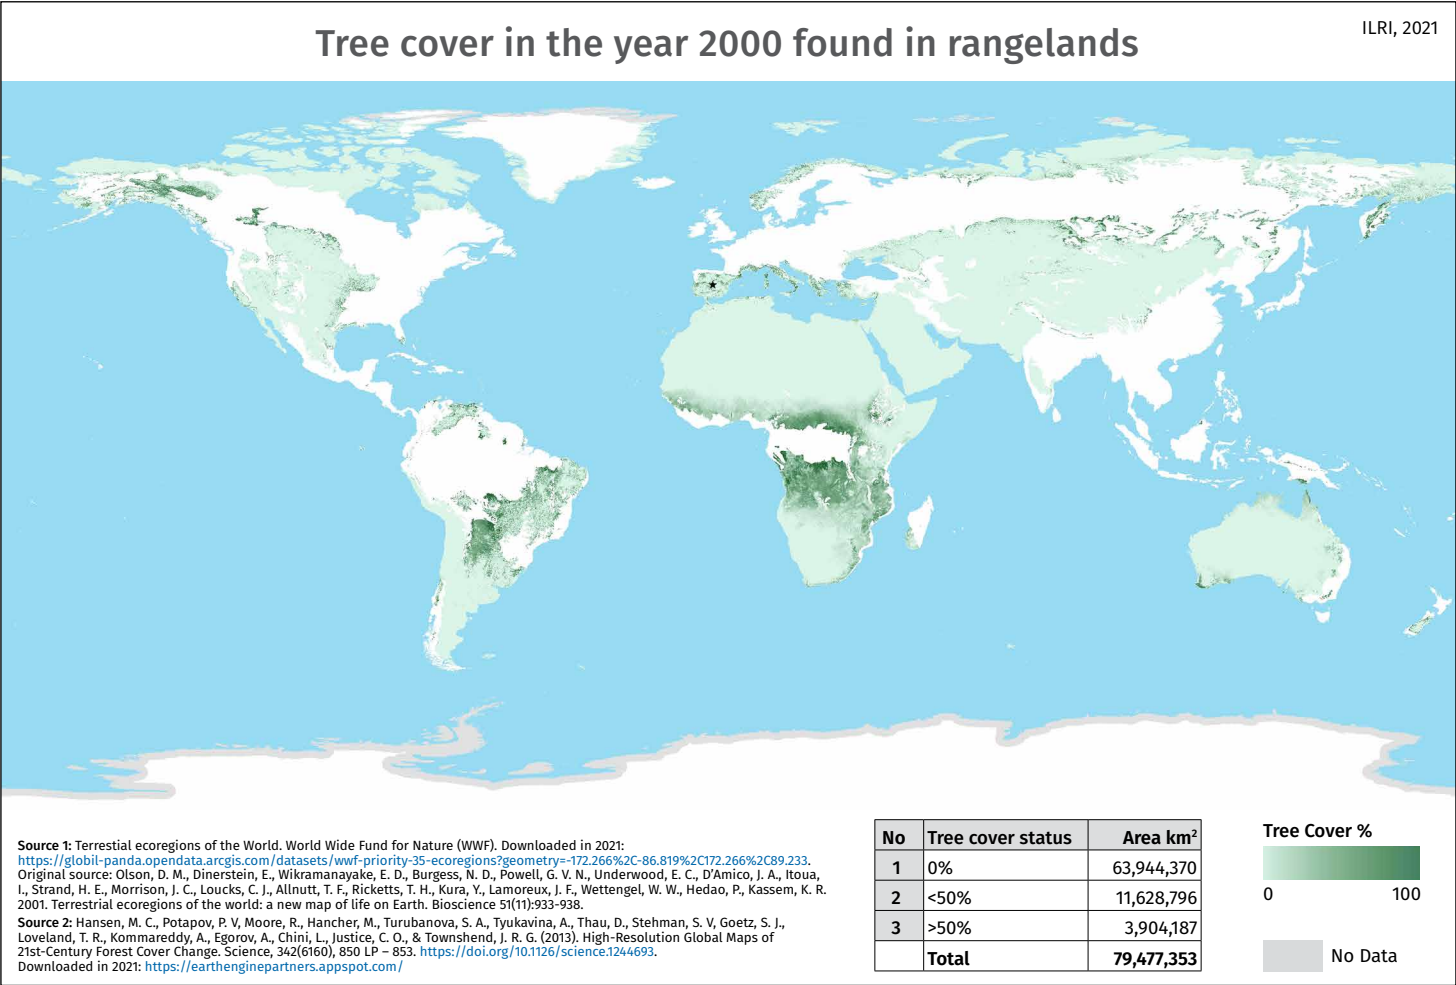 Tree cover in the year 2000 found in rangelands
ILRI, 2021
Source 1: Terrestial ecoregions of the World. World Wide Fund for Nature (WWF). Downloaded in 2021:
https://globil-panda.opendata.arcgis.com/datasets/wwf-priority-35-ecoregions?geometry=-172.266%2C-86.819%2C172.266%2C89.233.
Original source: Olson, D. M., Dinerstein, E., Wikramanayake, E. D., Burgess, N. D., Powell, G. V. N., Underwood, E. C., D’Amico, J. A., Itoua,
I., Strand, H. E., Morrison, J. C., Loucks, C. J., Allnutt, T. F., Ricketts, T. H., Kura, Y., Lamoreux, J. F., Wettengel, W. W., Hedao, P., Kassem, K. R.
2001. Terrestrial ecoregions of the world: a new map of life on Earth. Bioscience 51(11):933-938.
Source 2: Hansen, M. C., Potapov, P. V, Moore, R., Hancher, M., Turubanova, S. A., Tyukavina, A., Thau, D., Stehman, S. V, Goetz, S. J.,
Loveland, T. R., Kommareddy, A., Egorov, A., Chini, L., Justice, C. O., & Townshend, J. R. G. (2013). High-Resolution Global Maps of
21st-Century Forest Cover Change. Science, 342(6160), 850 LP – 853. https://doi.org/10.1126/science.1244693.
Downloaded in 2021: https://earthenginepartners.appspot.com/
No Tree cover status Area km²
1 0% 63,944,370
2 <50% 11,628,796
3 >50% 3,904,187
Total 79,477,353
Tree Cover %
0 100
No Data